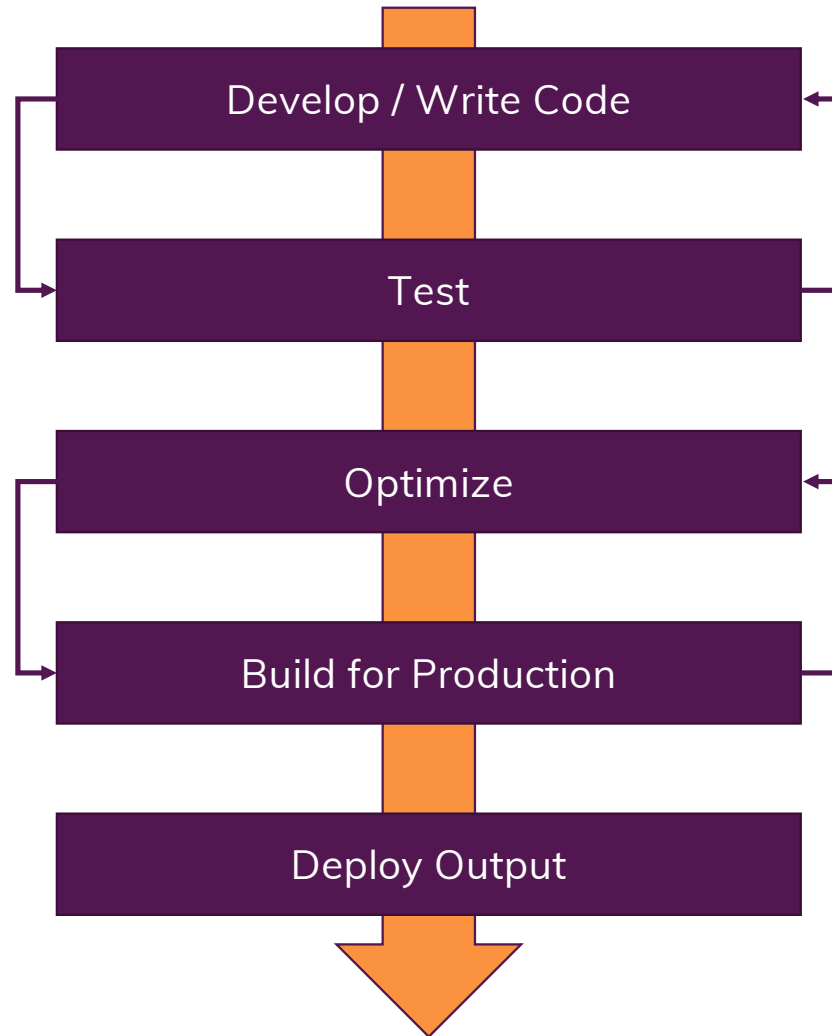 Develop / Write Code
Test
Optimize
Build for Production
Deploy Output